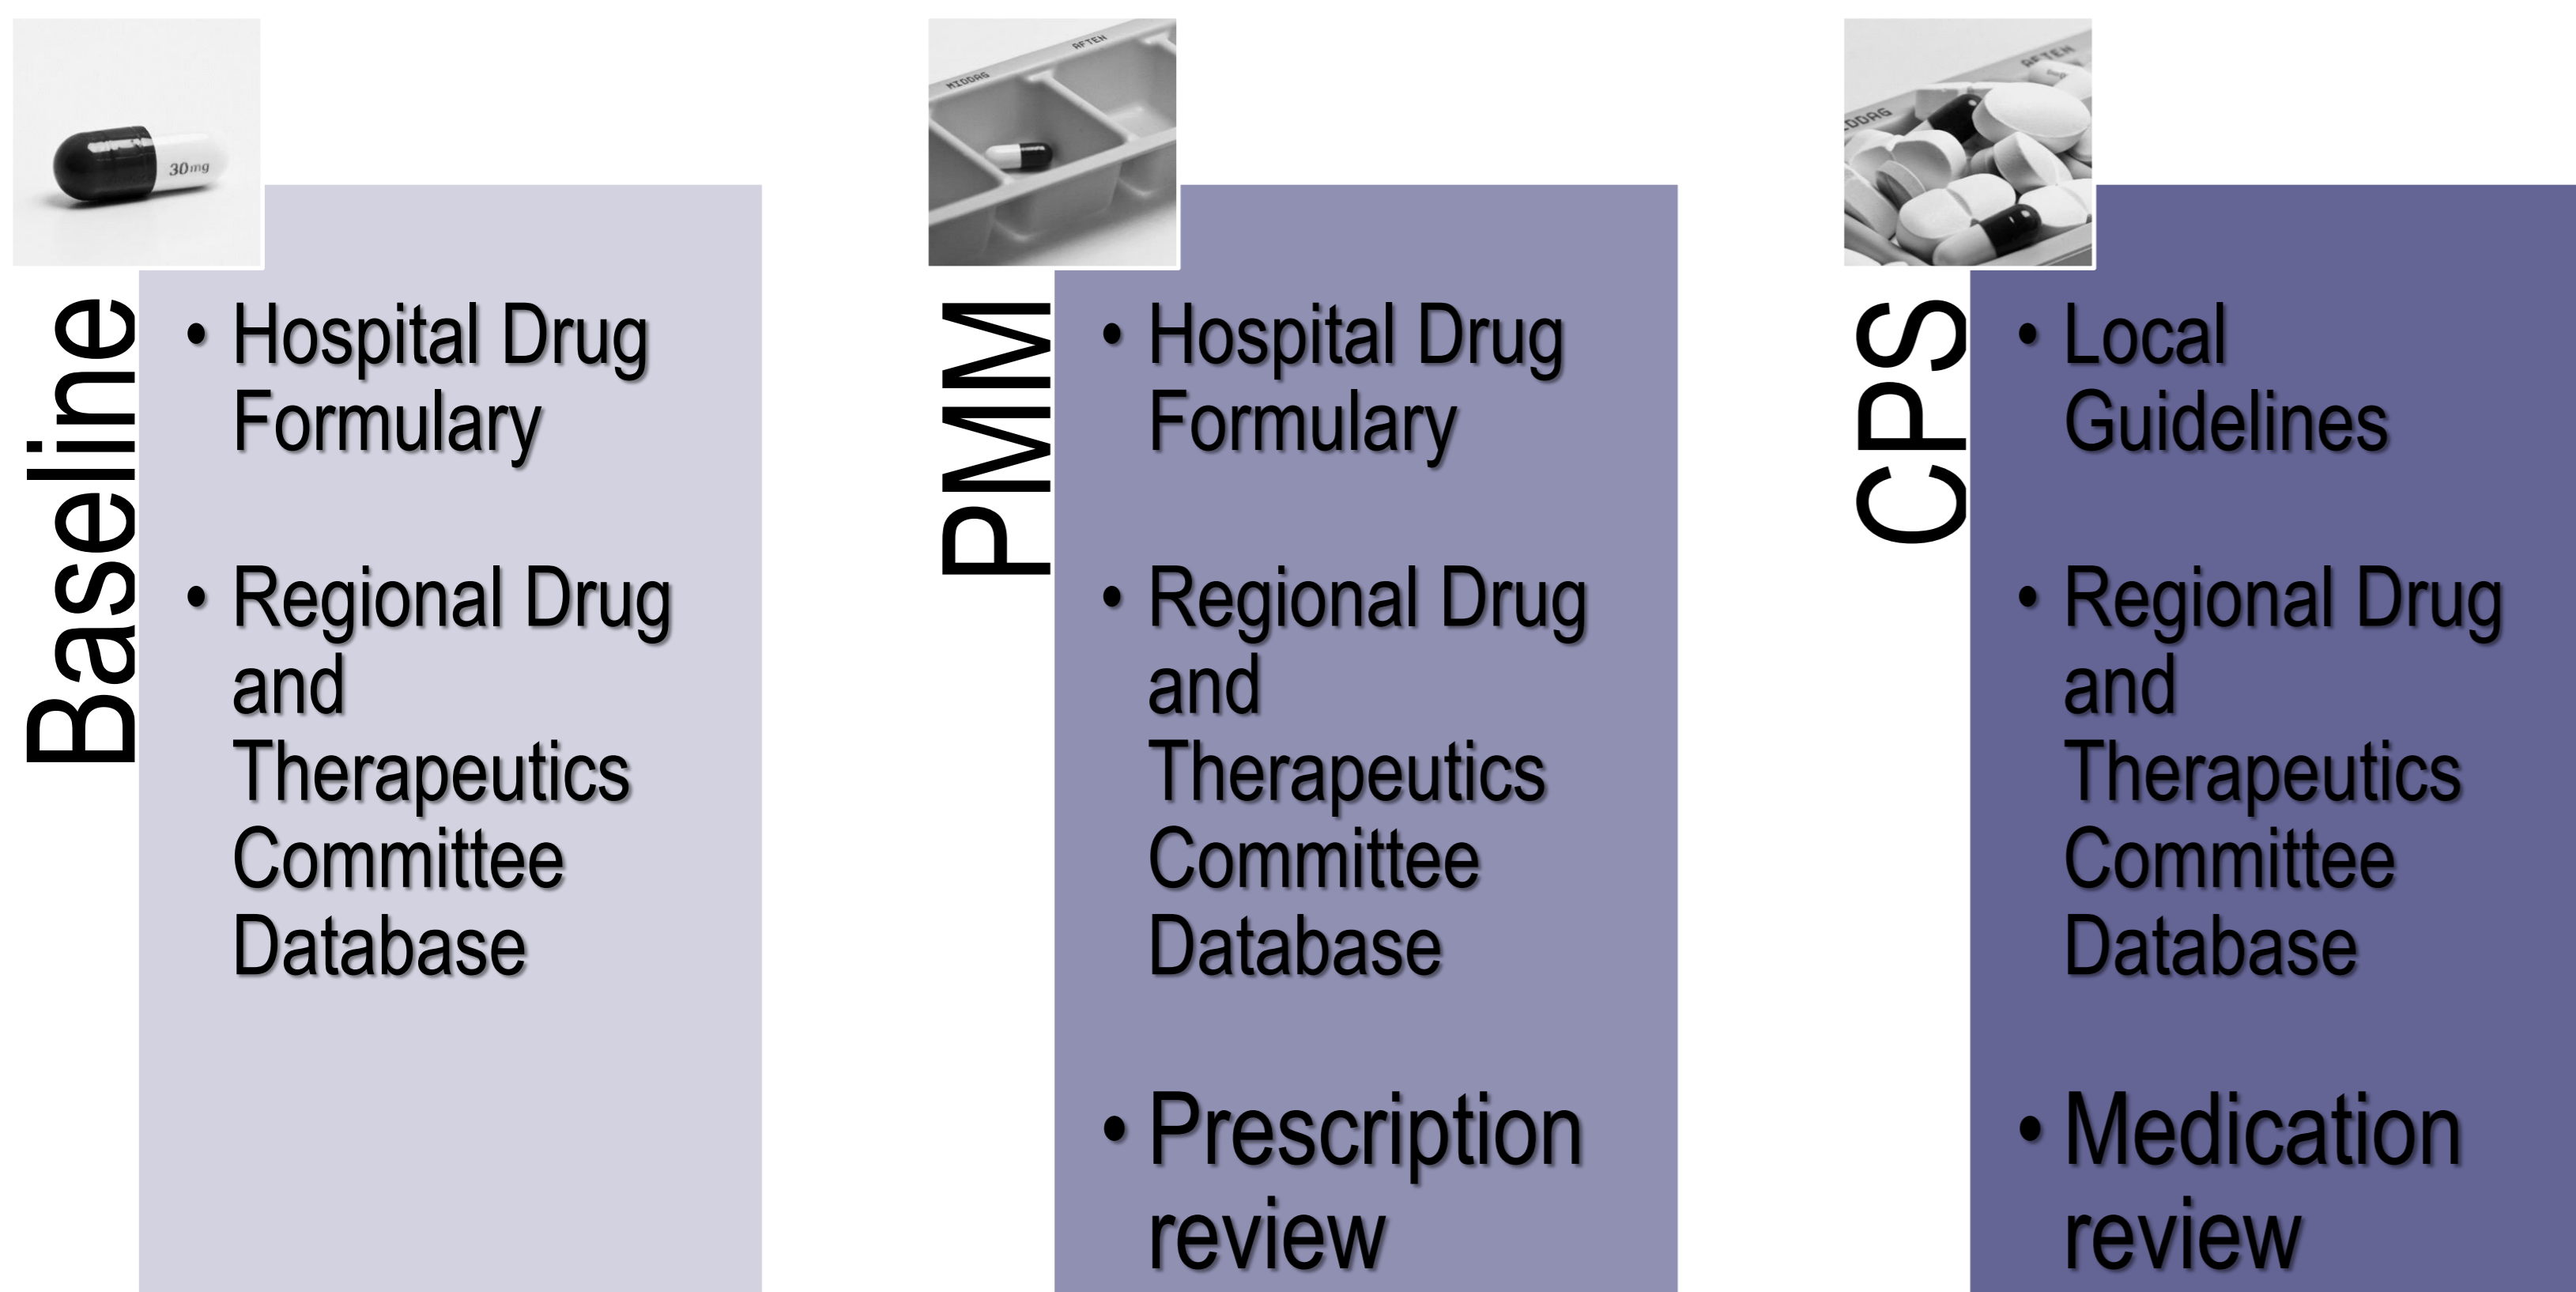 30mg
Baseline
• Hospital Drug
Formulary
• Regional Drug
and
Therapeutics
Committee
Database
MIDDAG
AFTEN
PMM
• Hospital Drug
Formulary
• Regional Drug
and
Therapeutics
Committee
Database
• Prescription
review
IDDAG
AFTEN
CPS
• Local
Guidelines
• Regional Drug
and
Therapeutics
Committee
Database
• Medication
review